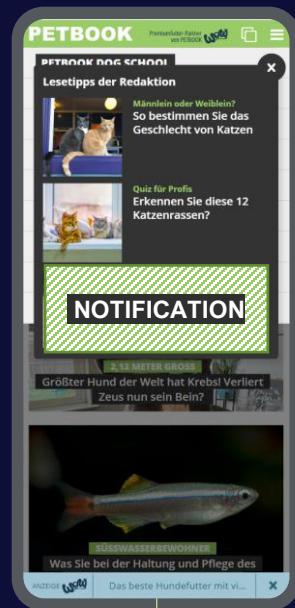 PETBOOK
Premiumfutter-Partner
von PETBOOK
PETBOOK DOG SCHOOL
Lesetipps der Redaktion
Männlein oder Weiblein?
So bestimmen Sie das
Geschlecht von Katzen
Quiz für Profis
Erkennen Sie diese 12
Katzenrassen?
NOTIFICATION
2,13 METER GROSS
Größter Hund der Welt hat Krebs! Verliert
Zeus nun sein Bein?
SÜSSWASSERBEWOHNER
Was Sie bei der Haltung und Pflege des
ANZEIGE
Das beste Hundefutter mit vi...